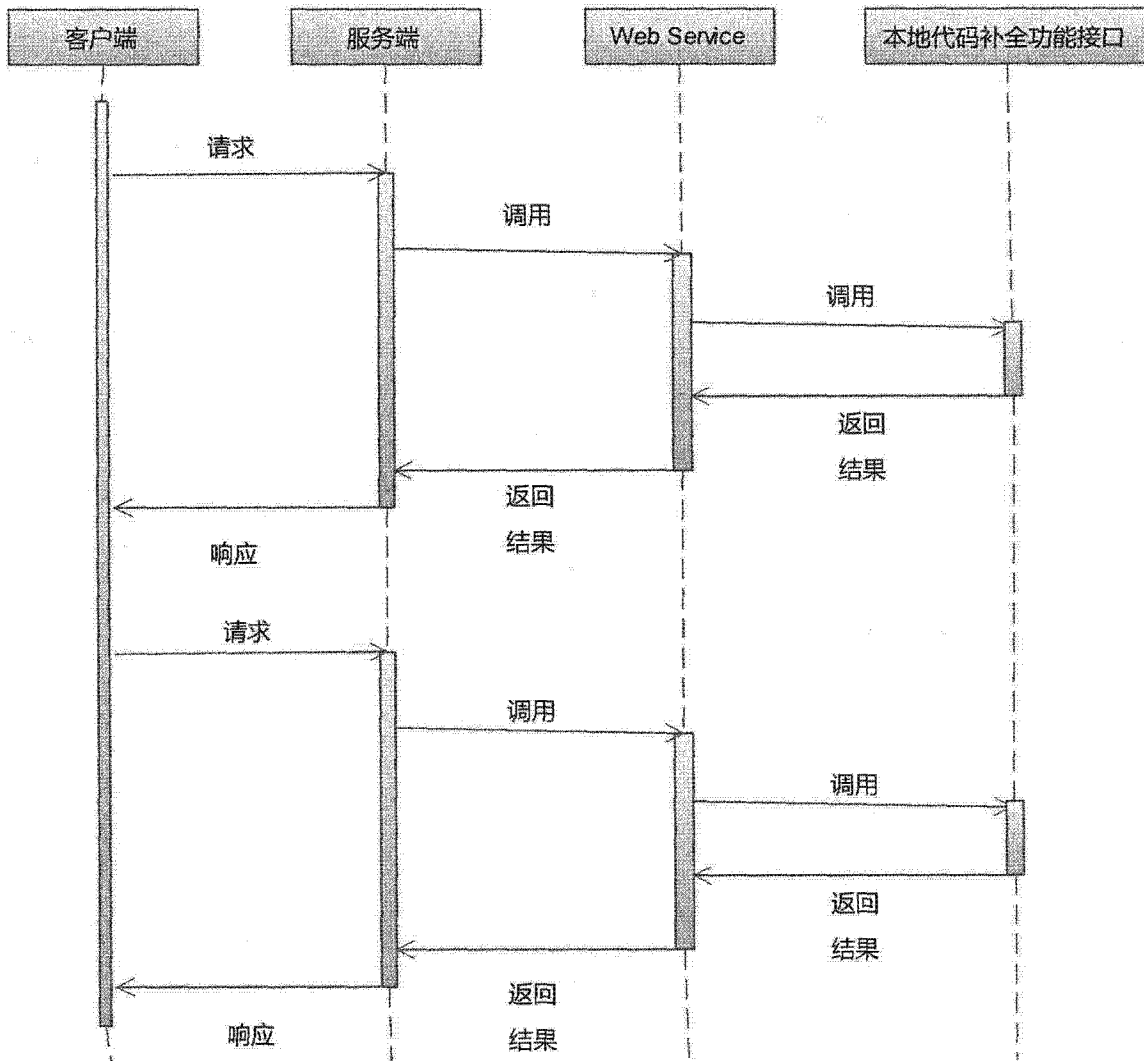 客户端
服务端
Web Service
本地代码补全功能接口
请求
调用
调用
返回
结果
返回
结果
响应
请求
调用
调用
返回
结果
返回
结果
响应